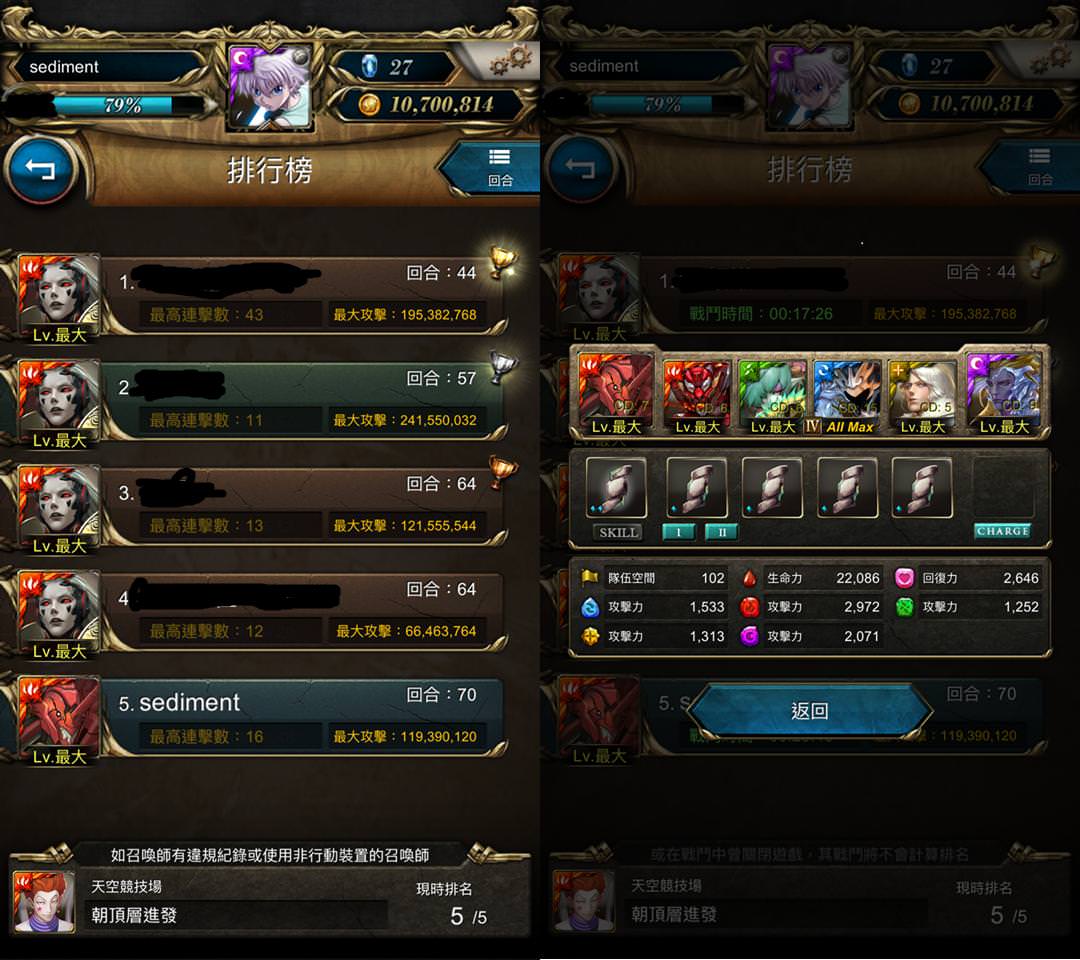 sediment
27
79%
10,700,814
排行榜
回合
1.
回合：44
最高連擊數：43
最大攻擊：195,382,768
Lv.最大
2
回合：57
最高連擊數：11
最大攻擊：241,550,032
Lv.最大
3.
回合：64
最高連擊數：13
最大攻擊：121,555,544
Lv.最大
4
回合：64
最高連擊數：12
最大攻擊：66,463,764
Lv.最大
5. sediment
回合：70
最高連擊數：16
最大攻擊：119,390,120
Lv.最大
如召喚師有違規紀錄或使用非行動裝置的召喚師
天空競技場
現時排名
朝頂層進發
5 /5
sediment
27
79%
10,700,814
排行榜
回合
1.
回合：44
戰鬥時間：00:17:26
最大攻擊：195,382,768
Lv.最大
CD: 7
CD: 6
CD: 5
Lv.最大
Lv.最大
Lv.最大
IV All Max
Lv.最大
Lv.最大
SKILL
I
II
CHARGE
隊伍空間 102
生命力 22,086
回復力 2,646
攻擊力 1,533
攻擊力 2,972
攻擊力 1,252
攻擊力 1,313
攻擊力 2,071
5. s
回合：70
返回
戰鬥時間
119,390,120
Lv.最大
或在戰鬥中曾關閉遊戲，其戰鬥將不會計算排名
天空競技場
現時排名
朝頂層進發
5 /5